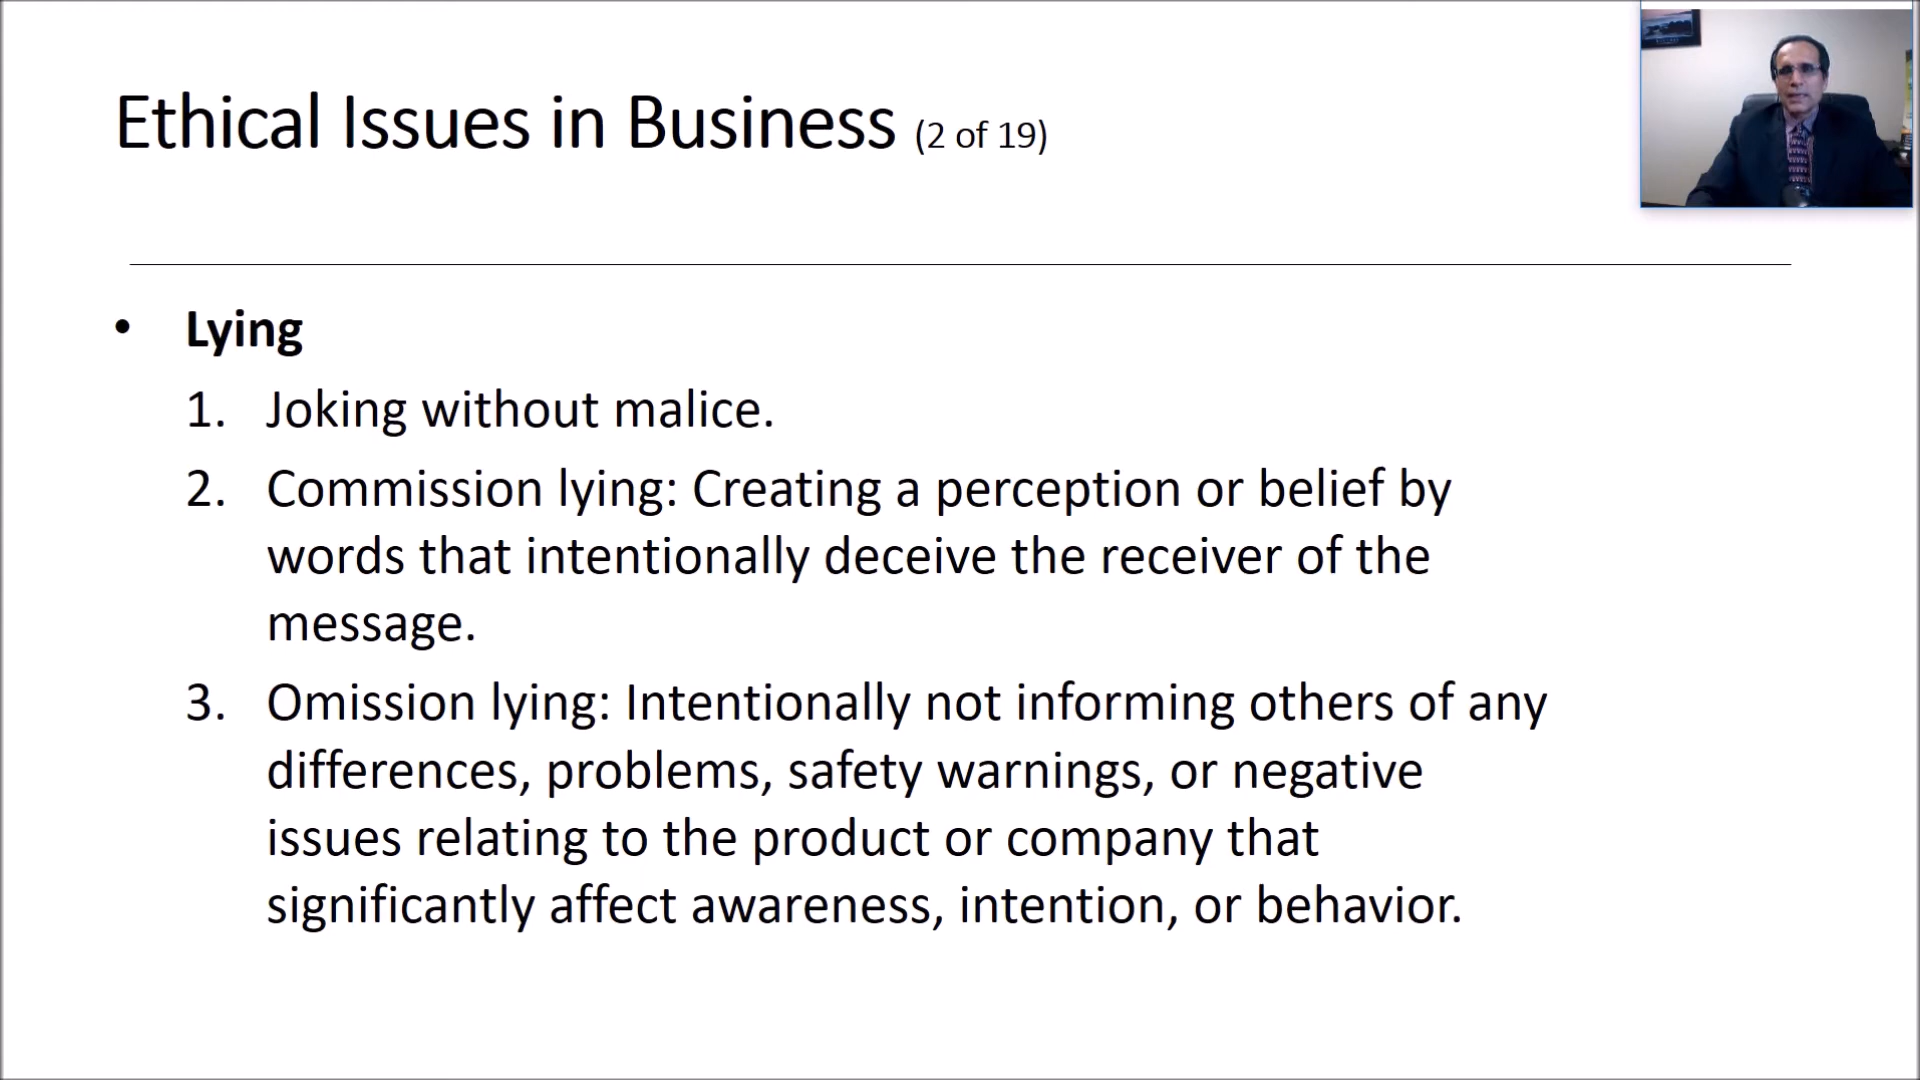 Ethical Issues in Business (2 of 19)
• Lying
1. Joking without malice.
2. Commission lying: Creating a perception or belief by
words that intentionally deceive the receiver of the
message.
3. Omission lying: Intentionally not informing others of any
differences, problems, safety warnings, or negative
issues relating to the product or company that
significantly affect awareness, intention, or behavior.